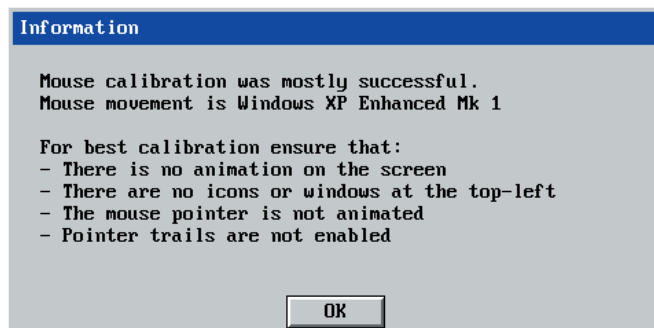 Information
Mouse calibration was mostly successful.
Mouse movement is Windows XP Enhanced Mk 1
For best calibration ensure that:
- There is no animation on the screen
- There are no icons or windows at the top-left
- The mouse pointer is not animated
- Pointer trails are not enabled
OK